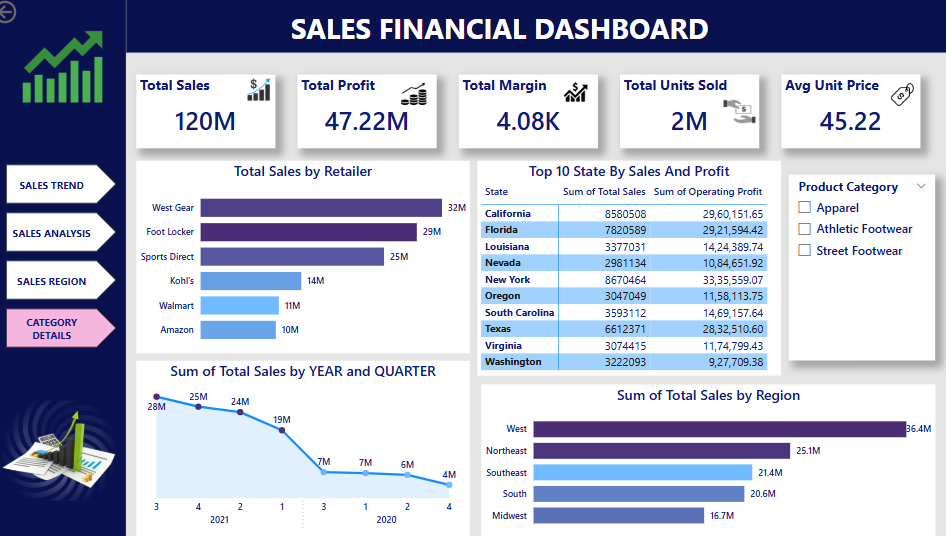 SALES FINANCIAL DASHBOARD
Total Sales
120M
Total Profit
47.22M
Total Margin
4.08K
Total Units Sold
2M
Avg Unit Price
45.22
SALES TREND
SALES ANALYSIS
SALES REGION
CATEGORY
DETAILS
Total Sales by Retailer
West Gear 32M
Foot Locker 29M
Sports Direct 25M
Kohl's 14M
Walmart 11M
Amazon 10M
Top 10 State By Sales And Profit
State Sum of Total Sales Sum of Operating Profit
California 8580508 29,60,151.65
Florida 7820589 29,21,594.42
Louisiana 3377031 14,24,389.74
Nevada 2981134 10,84,651.92
New York 8670464 33,35,559.07
Oregon 3047049 11,58,113.75
South Carolina 3593112 14,69,157.64
Texas 6612371 28,32,510.60
Virginia 3074415 11,74,799.43
Washington 3222093 9,27,709.38
Product Category
Apparel
Athletic Footwear
Street Footwear
Sum of Total Sales by YEAR and QUARTER
28M 25M 24M 19M 7M 7M 6M 4M
3 4 2 1 3 1 2 4
2021 2020
Sum of Total Sales by Region
West 36.4M
Northeast 25.1M
Southeast 21.4M
South 20.6M
Midwest 16.7M